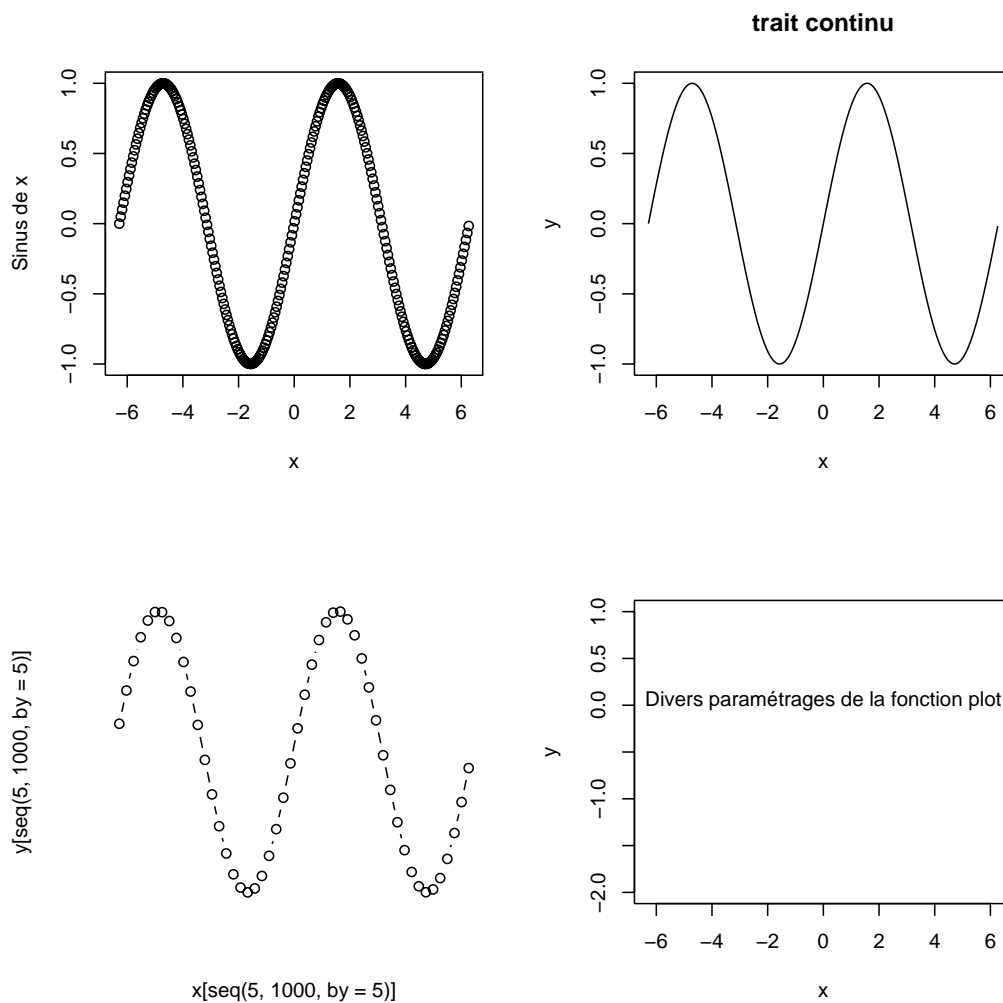 trait continu
1.0
0.5
0.0
−0.5
−1.0
Sinus de x
−6 −4 −2 0 2 4 6
x
1.0
0.5
0.0
−0.5
−1.0
y
−6 −4 −2 0 2 4 6
x
y[seq(5, 1000, by = 5)]
x[seq(5, 1000, by = 5)]
1.0
0.5
0.0
−1.0
−2.0
y
Divers paramétrages de la fonction plot
−6 −4 −2 0 2 4 6
x